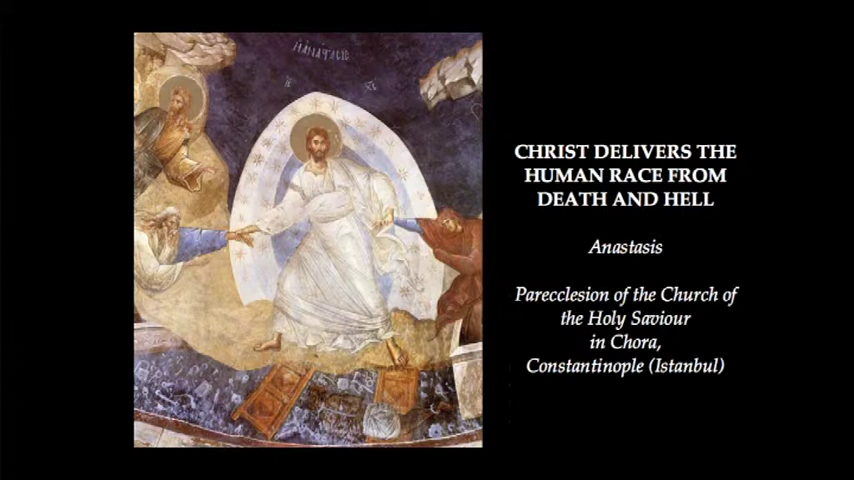 CHRIST DELIVERS THE
HUMAN RACE FROM
DEATH AND HELL
Anastasis
Parecclesion of the Church of
the Holy Saviour
in Chora,
Constantinople (Istanbul)